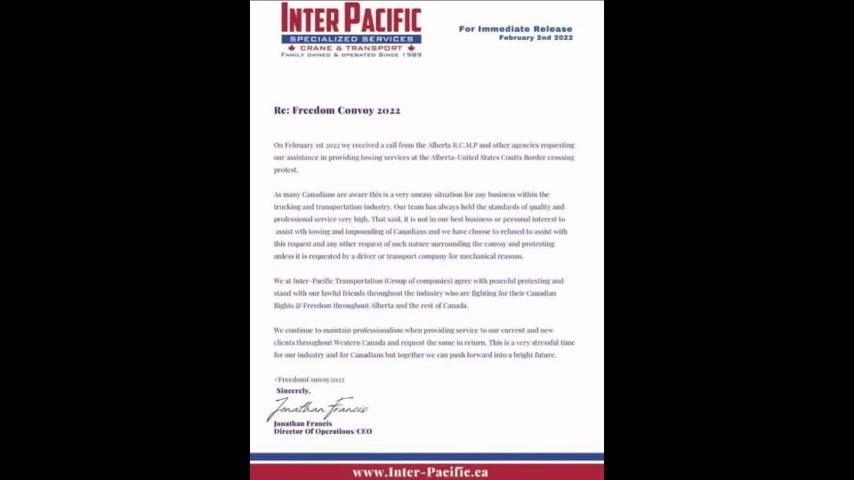 INTER PACIFIC
SPECIALIZED SERVICES
CRANE & TRANSPORT
FAMILY OWNED & OPERATED SINCE 1989
For Immediate Release
February 2nd 2022
Re: Freedom Convoy 2022
On February 1st 2022 we received a call from the Alberta R.C.M.P and other agencies requesting
our assistance in providing towing services at the Alberta-United States Coutts Border crossing
protest.
As many Canadians are aware this is a very uneasy situation for any business within the
trucking and transportation industry. Our team has always held the standards of quality and
professional service very high. That said, it is not in our best business or personal interest to
assist wth towing and impounding of Canadians and we have choose to refused to assist with
this request and any other request of such nature surrounding the convoy and protesting
unless it is requested by a driver or transport company for mechanical reasons.
We at Inter-Pacific Transportation (Group of companies) agree with peaceful protesting and
stand with our lawful friends throughout the industry who are fighting for their Canadian
Rights & Freedom throughout Alberta and the rest of Canada.
We continue to maintain professionalism when providing service to our current and new
clients throughout Western Canada and request the same in return. This is a very stressful time
for our industry and for Canadians but together we can push forward into a bright future.
#FreedomConvoy2022
Sincerely,
Jonathan Francis
Jonathan Francis
Director Of Operations/CEO
www.Inter-Pacific.ca